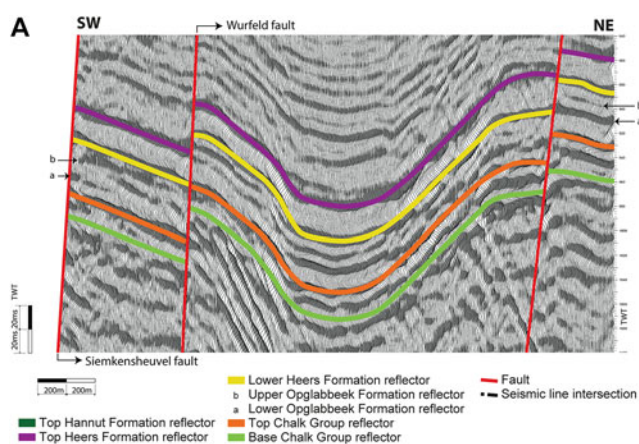 A
SW
Wurfeld fault
NE
b
a
b
a
TWT
20ms 20ms
TWT
Siemkensheuvel fault
200m 200m
Lower Heers Formation reflector
b Upper Opglabbeek Formation reflector
a Lower Opglabbeek Formation reflector
Top Hannut Formation reflector
Top Chalk Group reflector
Top Heers Formation reflector
Base Chalk Group reflector
Fault
Seismic line intersection